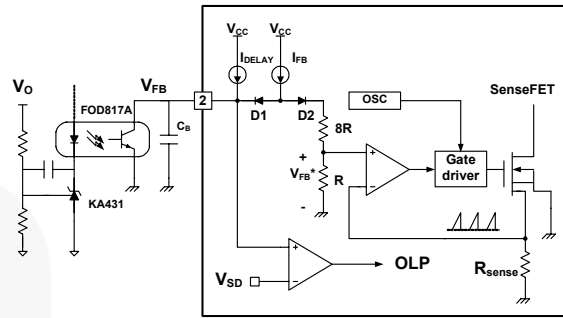 VCC VCC
IDELAY IFB
VO VFB 2
FOD817A
CB
D1 D2
8R
OSC
SenseFET
+
VFB* R
-
+
−
Gate
driver
KA431
VSD
+
−
OLP
Rsense